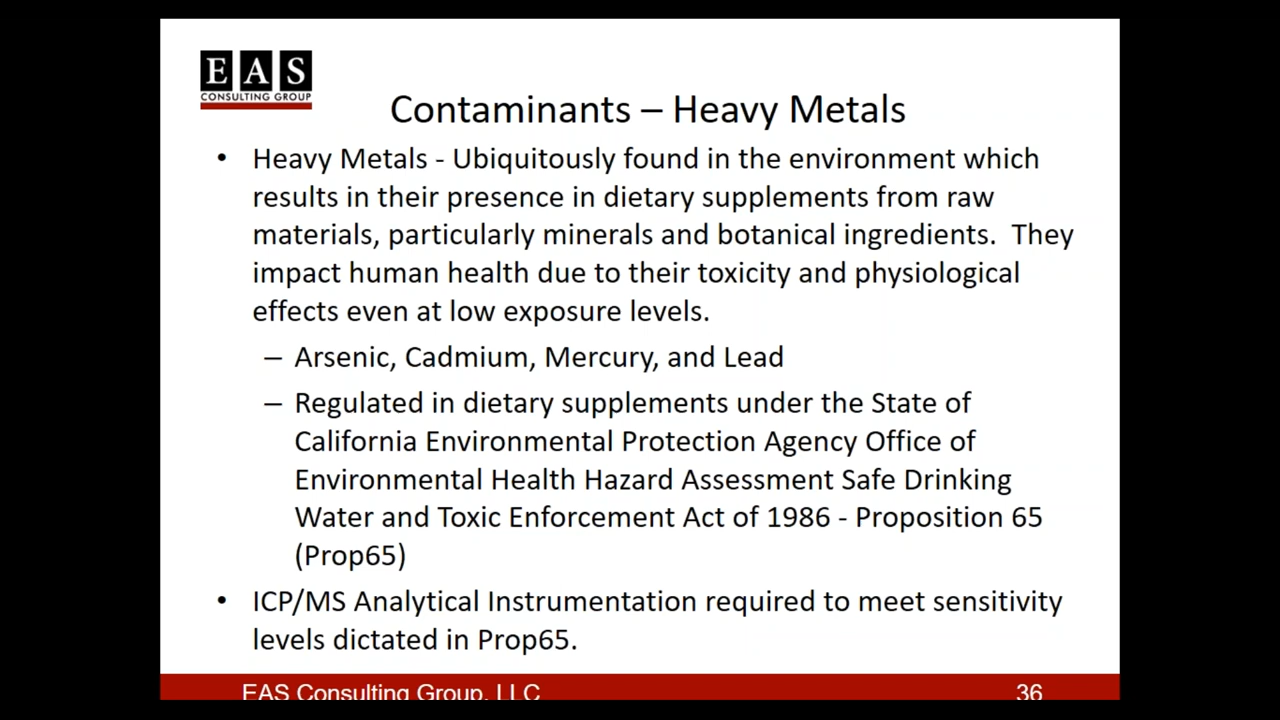 EAS
CONSULTING GROUP
Contaminants – Heavy Metals
• Heavy Metals - Ubiquitously found in the environment which
results in their presence in dietary supplements from raw
materials, particularly minerals and botanical ingredients.  They
impact human health due to their toxicity and physiological
effects even at low exposure levels.
– Arsenic, Cadmium, Mercury, and Lead
– Regulated in dietary supplements under the State of
California Environmental Protection Agency Office of
Environmental Health Hazard Assessment Safe Drinking
Water and Toxic Enforcement Act of 1986 - Proposition 65
(Prop65)
• ICP/MS Analytical Instrumentation required to meet sensitivity
levels dictated in Prop65.
EAS Consulting Group, LLC 36